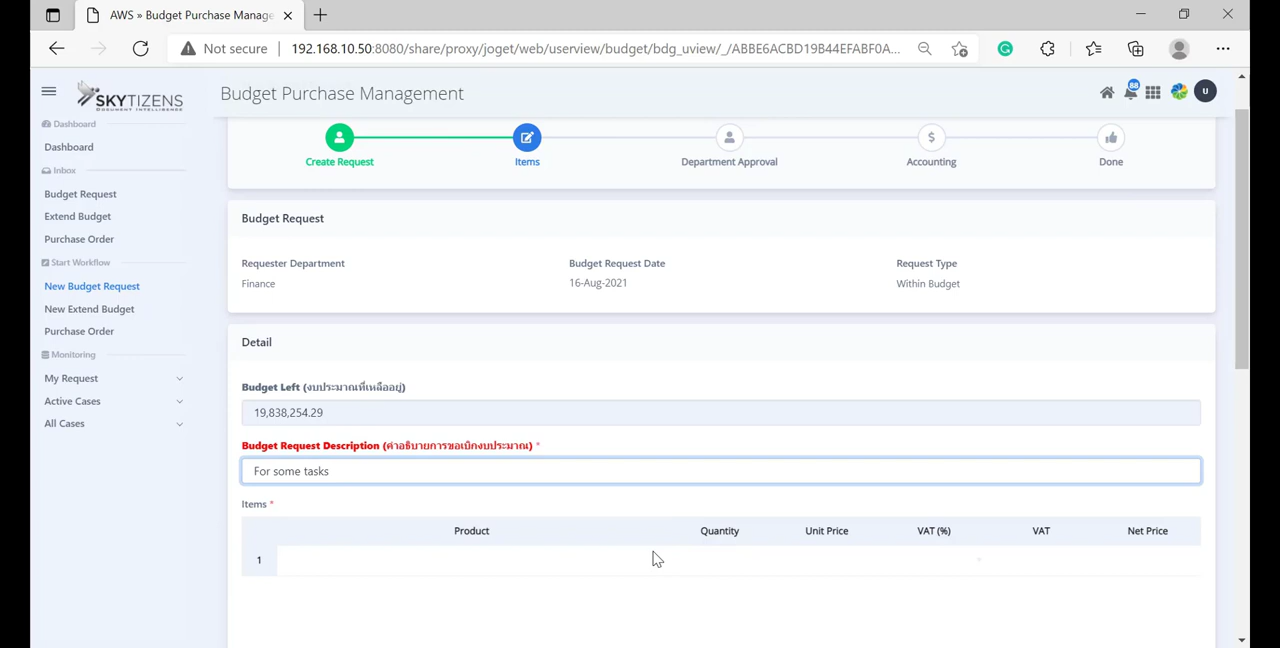 AWS » Budget Purchase Manage
Not secure
192.168.10.50:8080/share/proxy/joget/web/userview/budget/bdg_uview/_/ABBE6ACBD19B44EFABF0A...
SKYTIZENS
DOCUMENT INTELLIGENCE
Budget Purchase Management
88
U
Dashboard
Dashboard
Inbox
Budget Request
Extend Budget
Purchase Order
Start Workflow
New Budget Request
New Extend Budget
Purchase Order
Monitoring
My Request
Active Cases
All Cases
Create Request
Items
Department Approval
$
Accounting
Done
Budget Request
Requester Department
Budget Request Date
Request Type
Finance
16-Aug-2021
Within Budget
Detail
Budget Left (งบประมาณที่เหลืออยู่)
19,838,254.29
Budget Request Description (คำอธิบายการขอเบิกงบประมาณ) *
For some tasks
Items *
Product Quantity Unit Price VAT (%) VAT Net Price
1